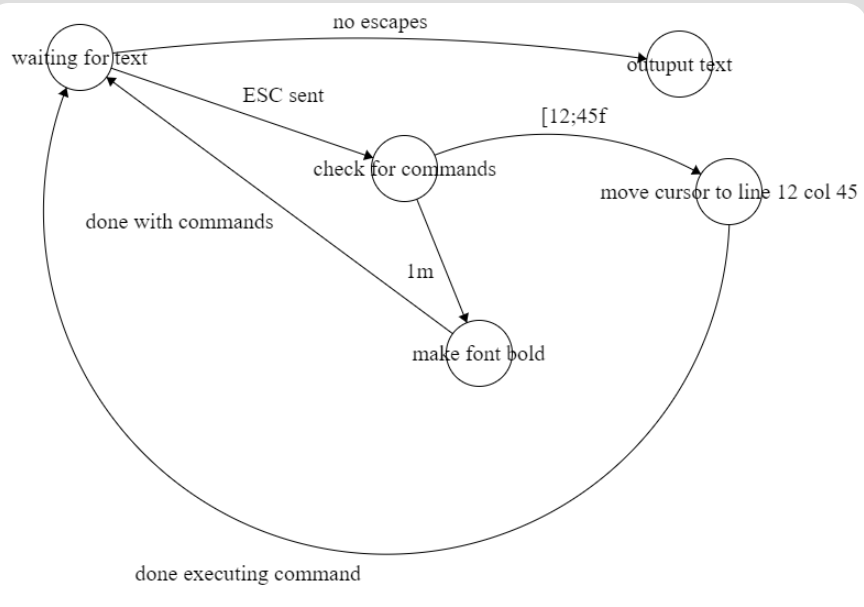 no escapes
waiting for text
outuput text
ESC sent
[12;45f
check for commands
move cursor to line 12 col 45
done with commands
1m
make font bold
done executing command